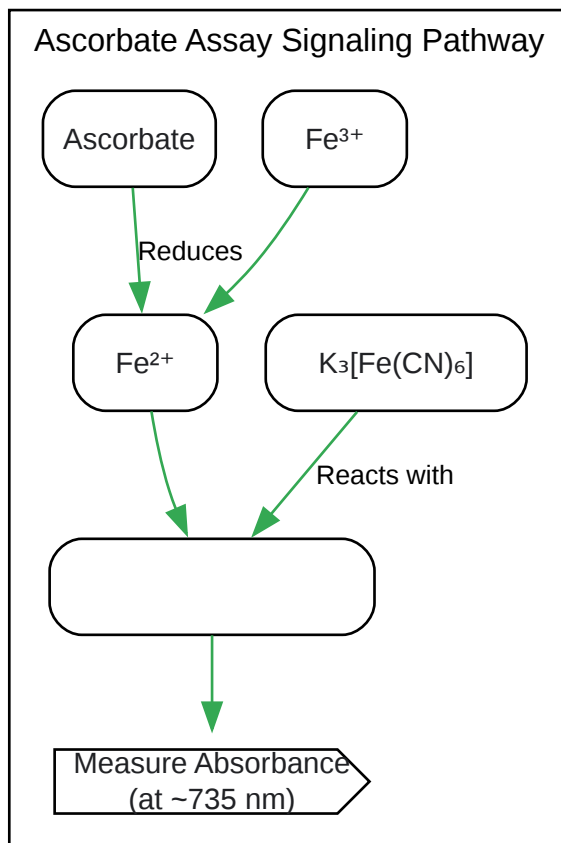 Ascorbate Assay Signaling Pathway
Ascorbate
Fe³⁺
Reduces
Fe²⁺
K₃[Fe(CN)₆]
Reacts with
Measure Absorbance
(at ~735 nm)